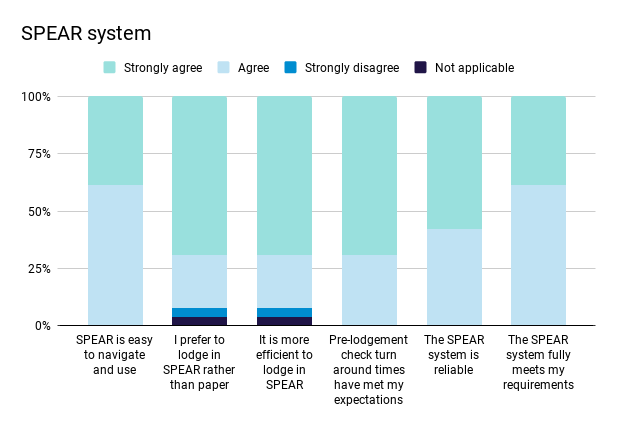 SPEAR system
Strongly agree
Agree
Strongly disagree
Not applicable
100%
75%
50%
25%
0%
SPEAR is easy
to navigate
and use
I prefer to
lodge in
SPEAR rather
than paper
It is more
efficient to
lodge in
SPEAR
Pre-lodgement
check turn
around times
have met my
expectations
The SPEAR
system is
reliable
The SPEAR
system fully
meets my
requirements